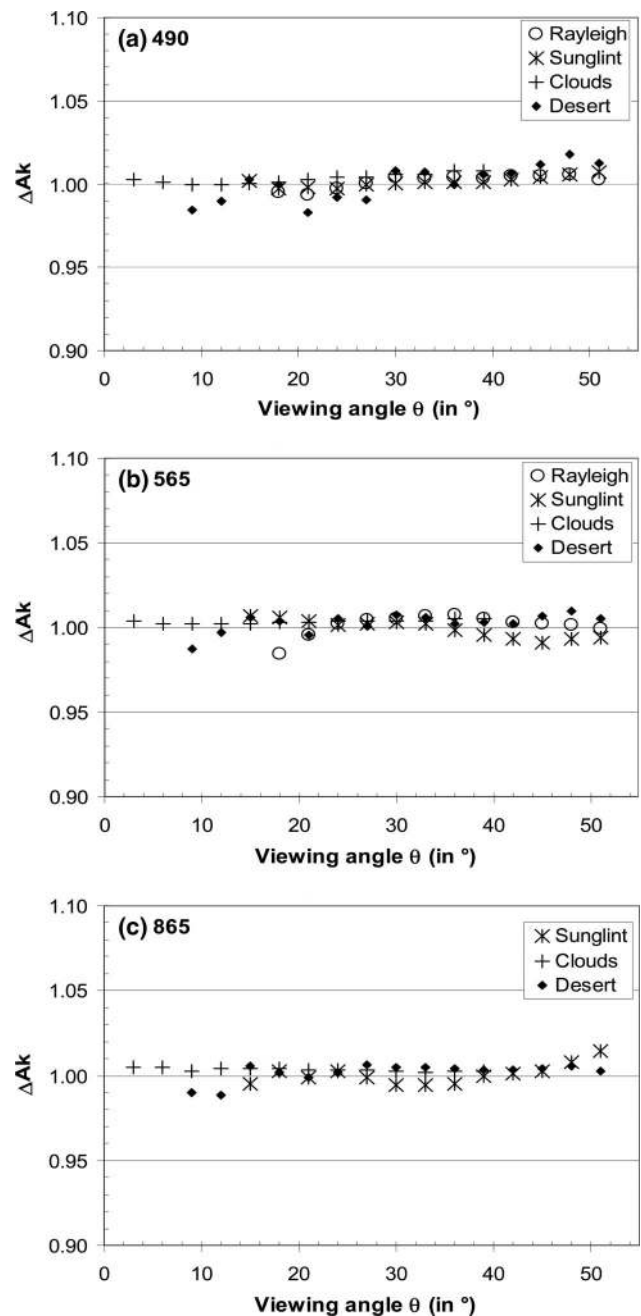 (a) 490
Rayleigh
Sunglint
Clouds
Desert
1.10
1.05
1.00
0.95
0.90
ΔAk
0 10 20 30 40 50
Viewing angle θ (in °)
(b) 565
Rayleigh
Sunglint
Clouds
Desert
1.10
1.05
1.00
0.95
0.90
ΔAk
0 10 20 30 40 50
Viewing angle θ (in °)
(c) 865
Sunglint
Clouds
Desert
1.10
1.05
1.00
0.95
0.90
ΔAk
0 10 20 30 40 50
Viewing angle θ (in °)